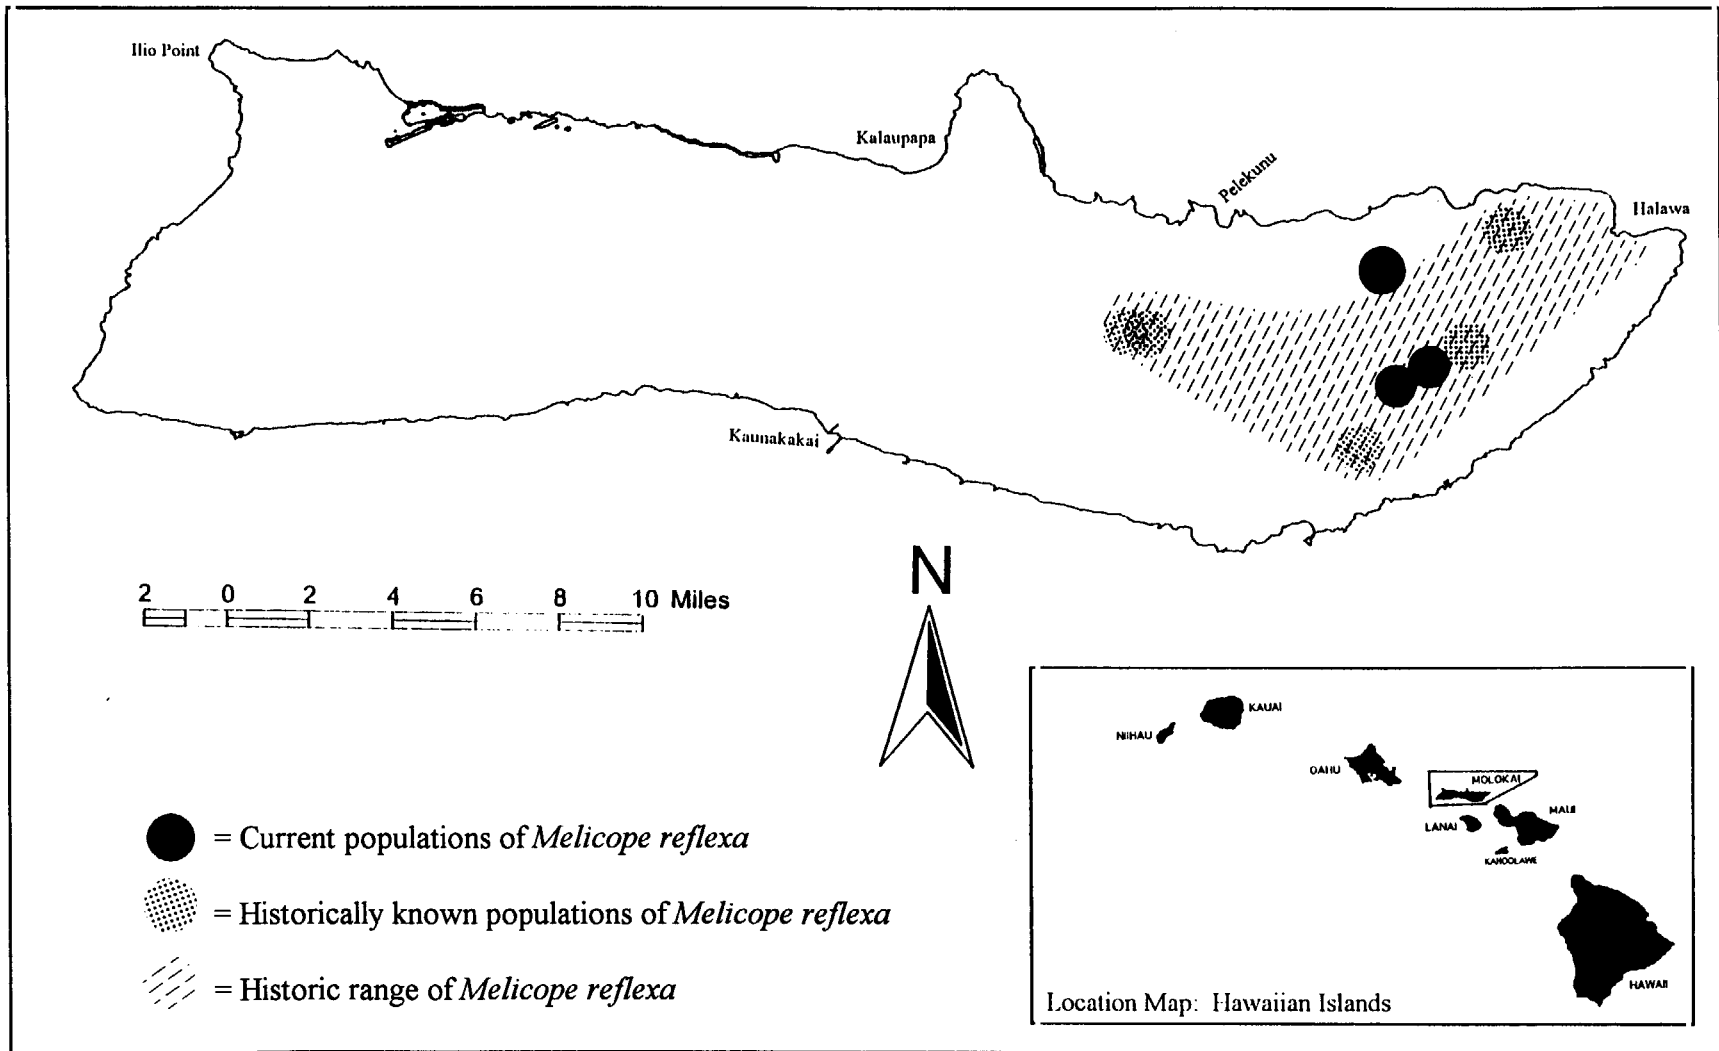 Ilio Point
Kalaupapa
Pelekunu
Halawa
Kaunakakai
2 0 2 4 6 8 10 Miles
N
= Current populations of Melicope reflexa
= Historically known populations of Melicope reflexa
= Historic range of Melicope reflexa
KAUAI
NIIHAU
OAHU
MOLOKAI
MAUI
LANAI
KAHOOLAWE
HAWAII
Location Map: Hawaiian Islands